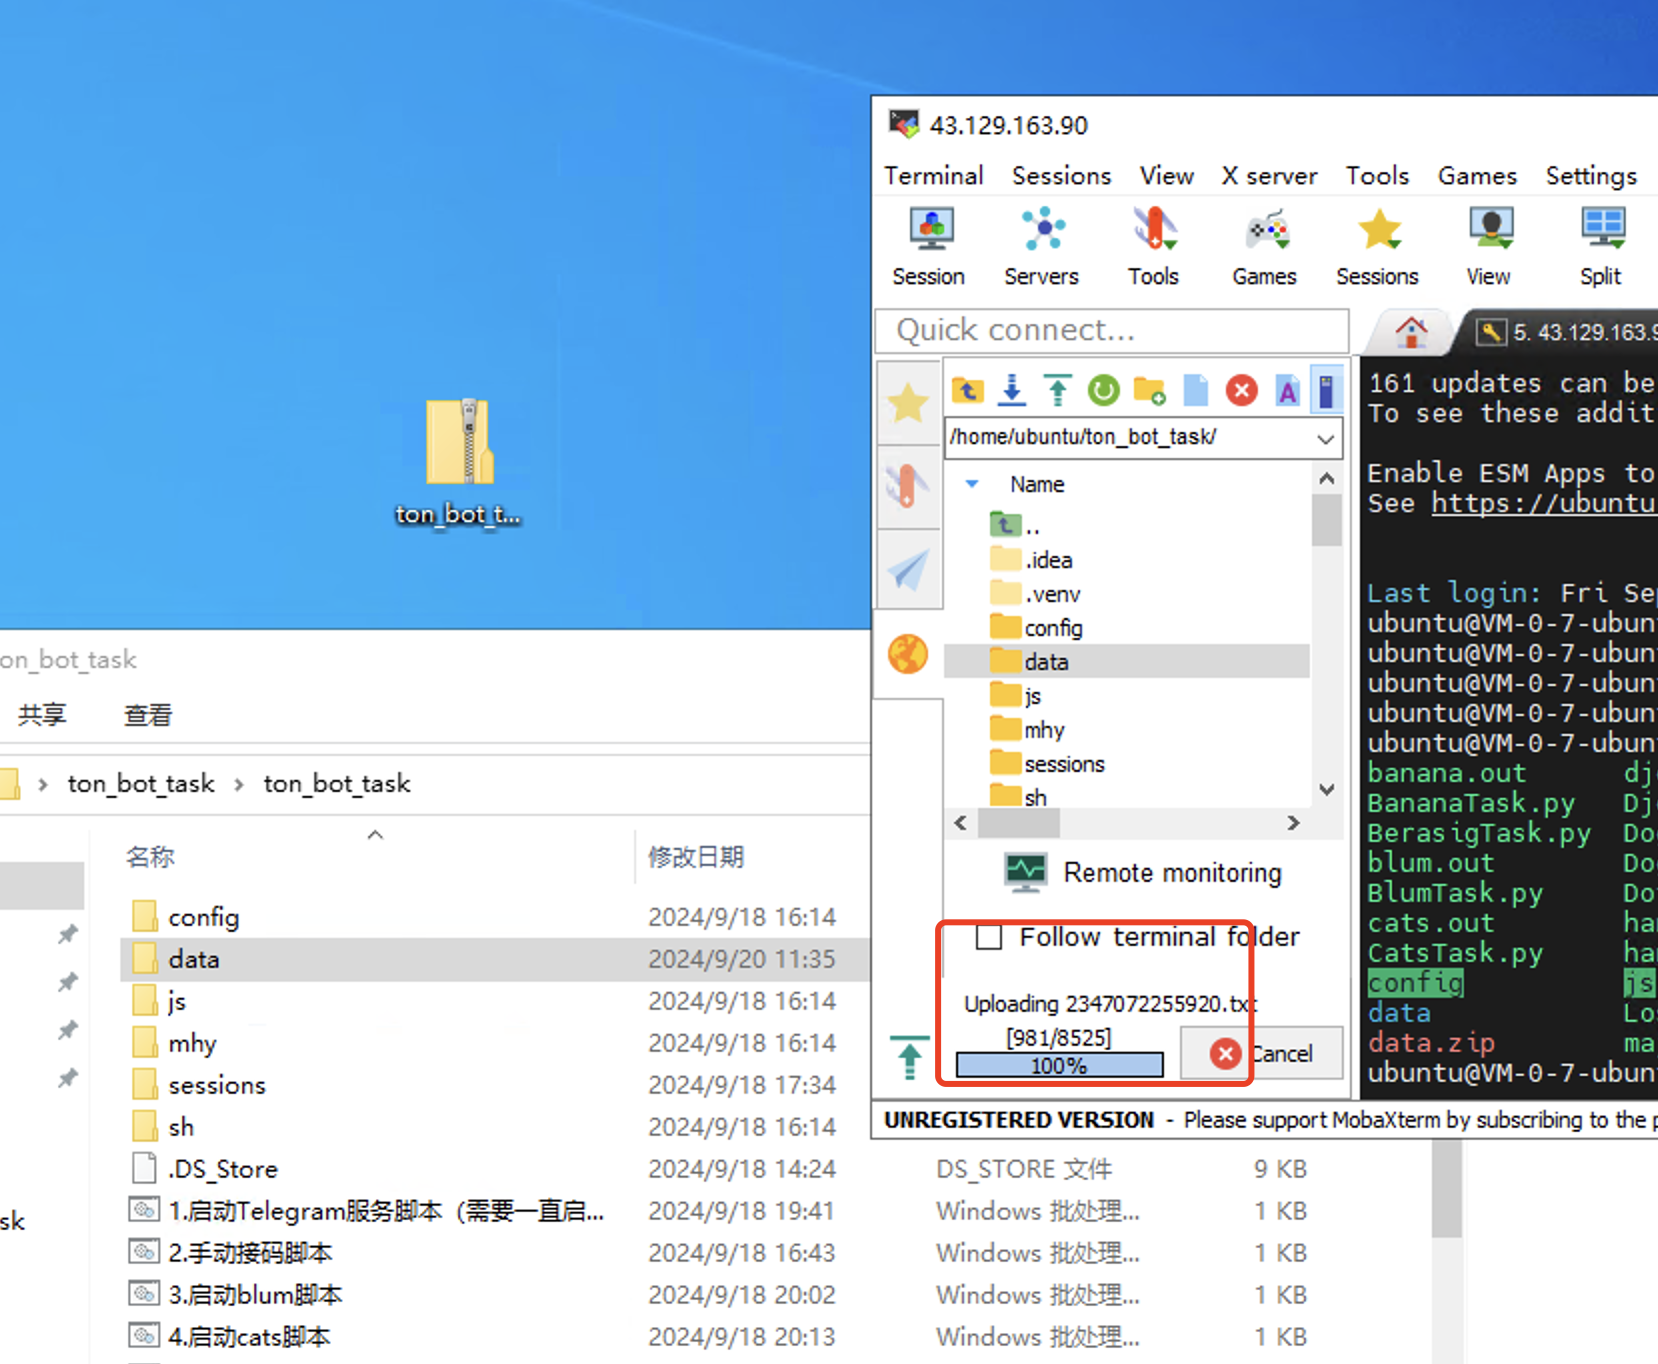 ton_bot_t...
on_bot_task
共享
查看
ton_bot_task
ton_bot_task
名称
修改日期
config
2024/9/18 16:14
data
2024/9/20 11:35
js
2024/9/18 16:14
mhy
2024/9/18 16:14
sessions
2024/9/18 17:34
sh
2024/9/18 16:14
.DS_Store
2024/9/18 14:24
DS_STORE 文件
9 KB
1.启动Telegram服务脚本（需要一直启...
2024/9/18 19:41
Windows 批处理...
1 KB
2.手动接码脚本
2024/9/18 16:43
Windows 批处理...
1 KB
3.启动blum脚本
2024/9/18 20:02
Windows 批处理...
1 KB
4.启动cats脚本
2024/9/18 20:13
Windows 批处理...
1 KB
sk
43.129.163.90
Terminal
Sessions
View
X server
Tools
Games
Settings
Session
Servers
Tools
Games
Sessions
View
Split
Quick connect...
5. 43.129.163.9
/home/ubuntu/ton_bot_task/
Name
..
.idea
.venv
config
data
js
mhy
sessions
sh
Remote monitoring
Follow terminal folder
Uploading 2347072255920.txt
[981/8525]
100%
Cancel
161 updates can be
To see these addit
Enable ESM Apps to
See https://ubuntu
Last login: Fri Sep
ubuntu@VM-0-7-ubun
ubuntu@VM-0-7-ubun
ubuntu@VM-0-7-ubun
ubuntu@VM-0-7-ubun
ubuntu@VM-0-7-ubun
banana.out dj
BananaTask.py Dj
BerasigTask.py Do
blum.out Do
BlumTask.py Do
cats.out ha
CatsTask.py ha
config js
data Lo
data.zip ma
ubuntu@VM-0-7-ubun
UNREGISTERED VERSION - Please support MobaXterm by subscribing to the p